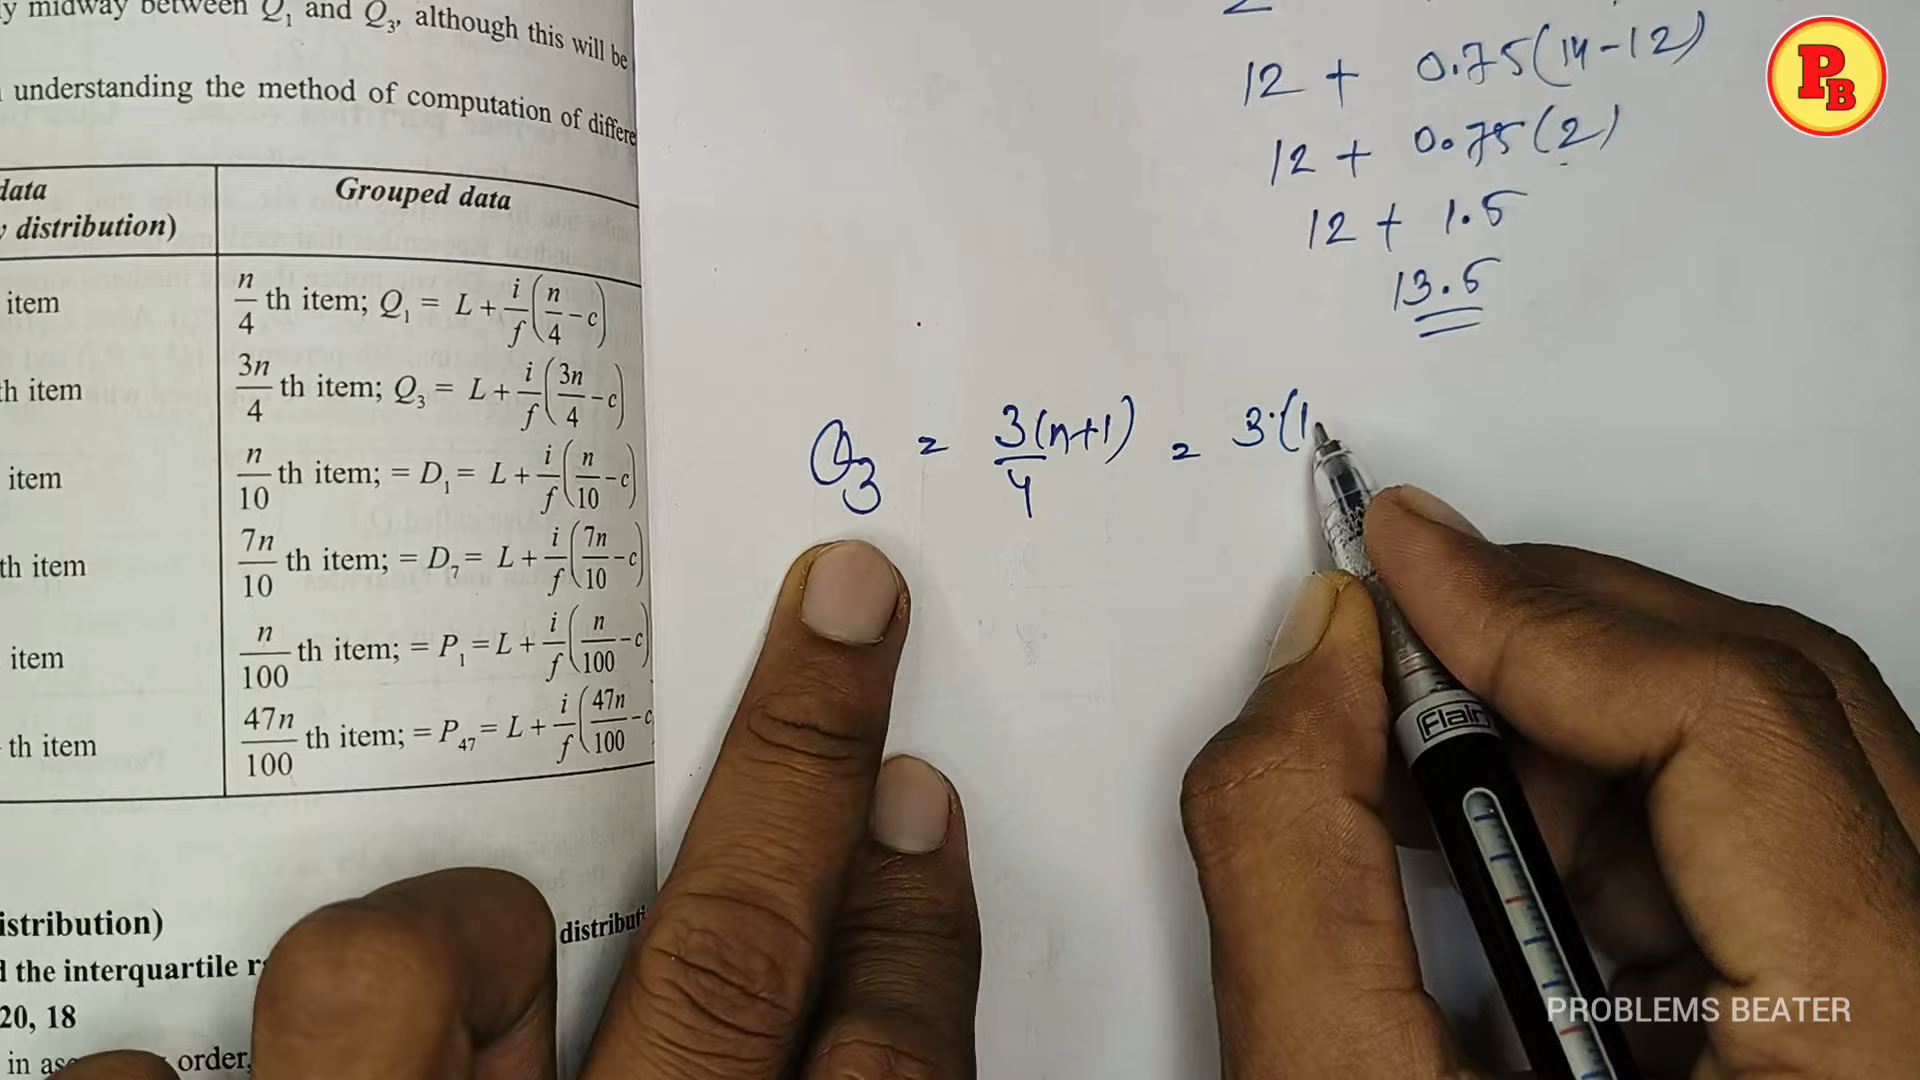 y midway between Q₁ and Q₃, although this will be
understanding the method of computation of differe
data
distribution)
Grouped data
item
n/4 th item; Q₁ = L + i/f (n/4 − c)
th item
3n/4 th item; Q₃ = L + i/f (3n/4 − c)
item
n/10 th item; = D₁ = L + i/f (n/10 − c)
th item
7n/10 th item; = D₇ = L + i/f (7n/10 − c)
item
n/100 th item; = P₁ = L + i/f (n/100 − c)
th item
47n/100 th item; = P₄₇ = L + i/f (47n/100 − c
istribution)
distribut
the interquartile r
20, 18
in as
order,
12 + 0.75(14-12)
12 + 0.75(2)
12 + 1.5
13.5
Q₃ = 3(n+1)/4 = 3·(1
PB
Flair
PROBLEMS BEATER